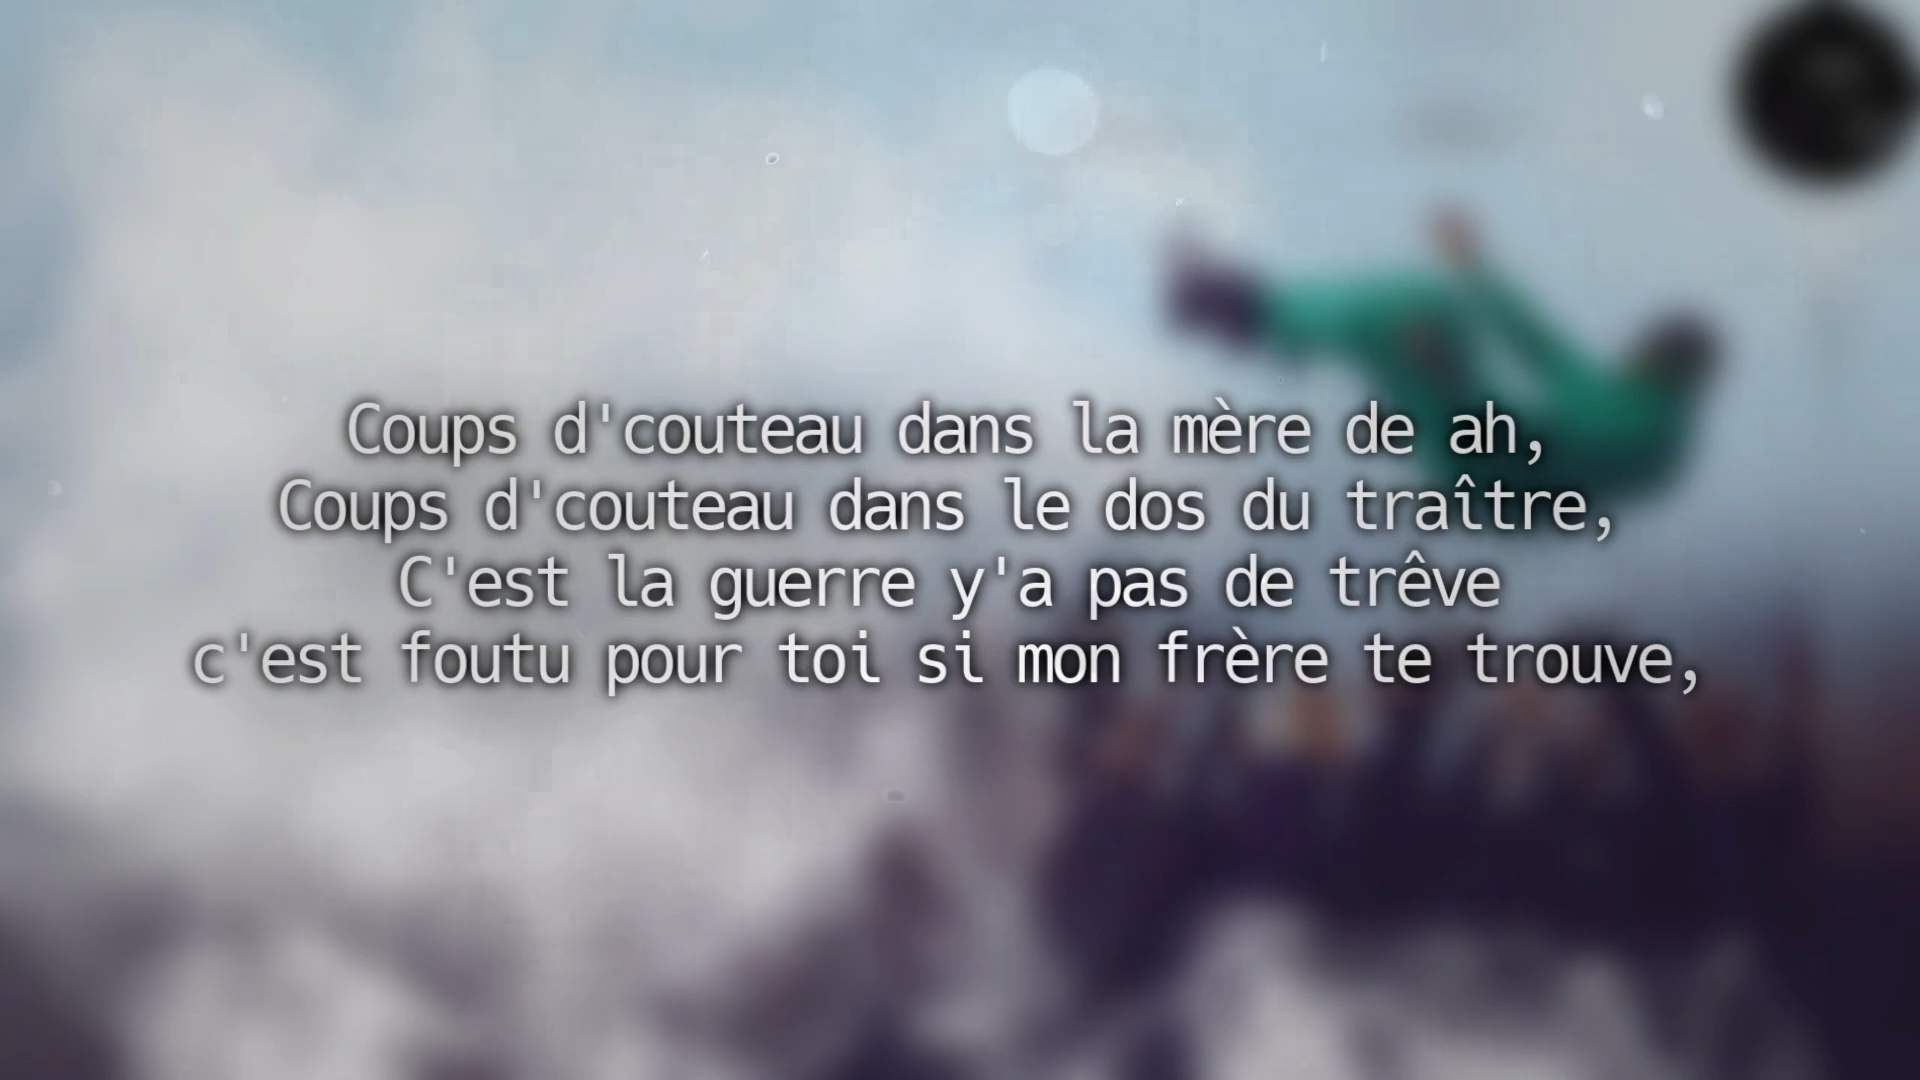 Coups d'couteau dans la mère de ah,
Coups d'couteau dans le dos du traître,
C'est la guerre y'a pas de trêve
c'est foutu pour toi si mon frère te trouve,